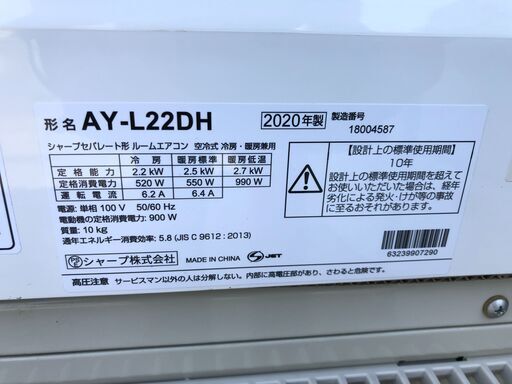 形名 AY-L22DH 2020年製 製造番号 18004587
シャープセパレート形 ルームエアコン 空冷式 冷房・暖房兼用
冷房 暖房標準 暖房低温
定格能力 2.2 kW 2.5 kW 2.7 kW
定格消費電力 520 W 550 W 990 W
運転電流 6.2 A 6.4 A
電源: 単相 100 V 50/60 Hz
電動機の定格消費電力: 900 W
質量: 10 kg
通年エネルギー消費効率: 5.8 (JIS C 9612 : 2013)
シャープ株式会社 MADE IN CHINA JET
高圧注意 サービスマン以外の人は分解しないで。内部に高電圧部があり、さわると危険です。
【設計上の標準使用期間】
10年
設計上の標準使用期間を超えて
お使いいただいた場合は、経年
劣化による発火・けが等の事故
に至るおそれがあります。
63239907290